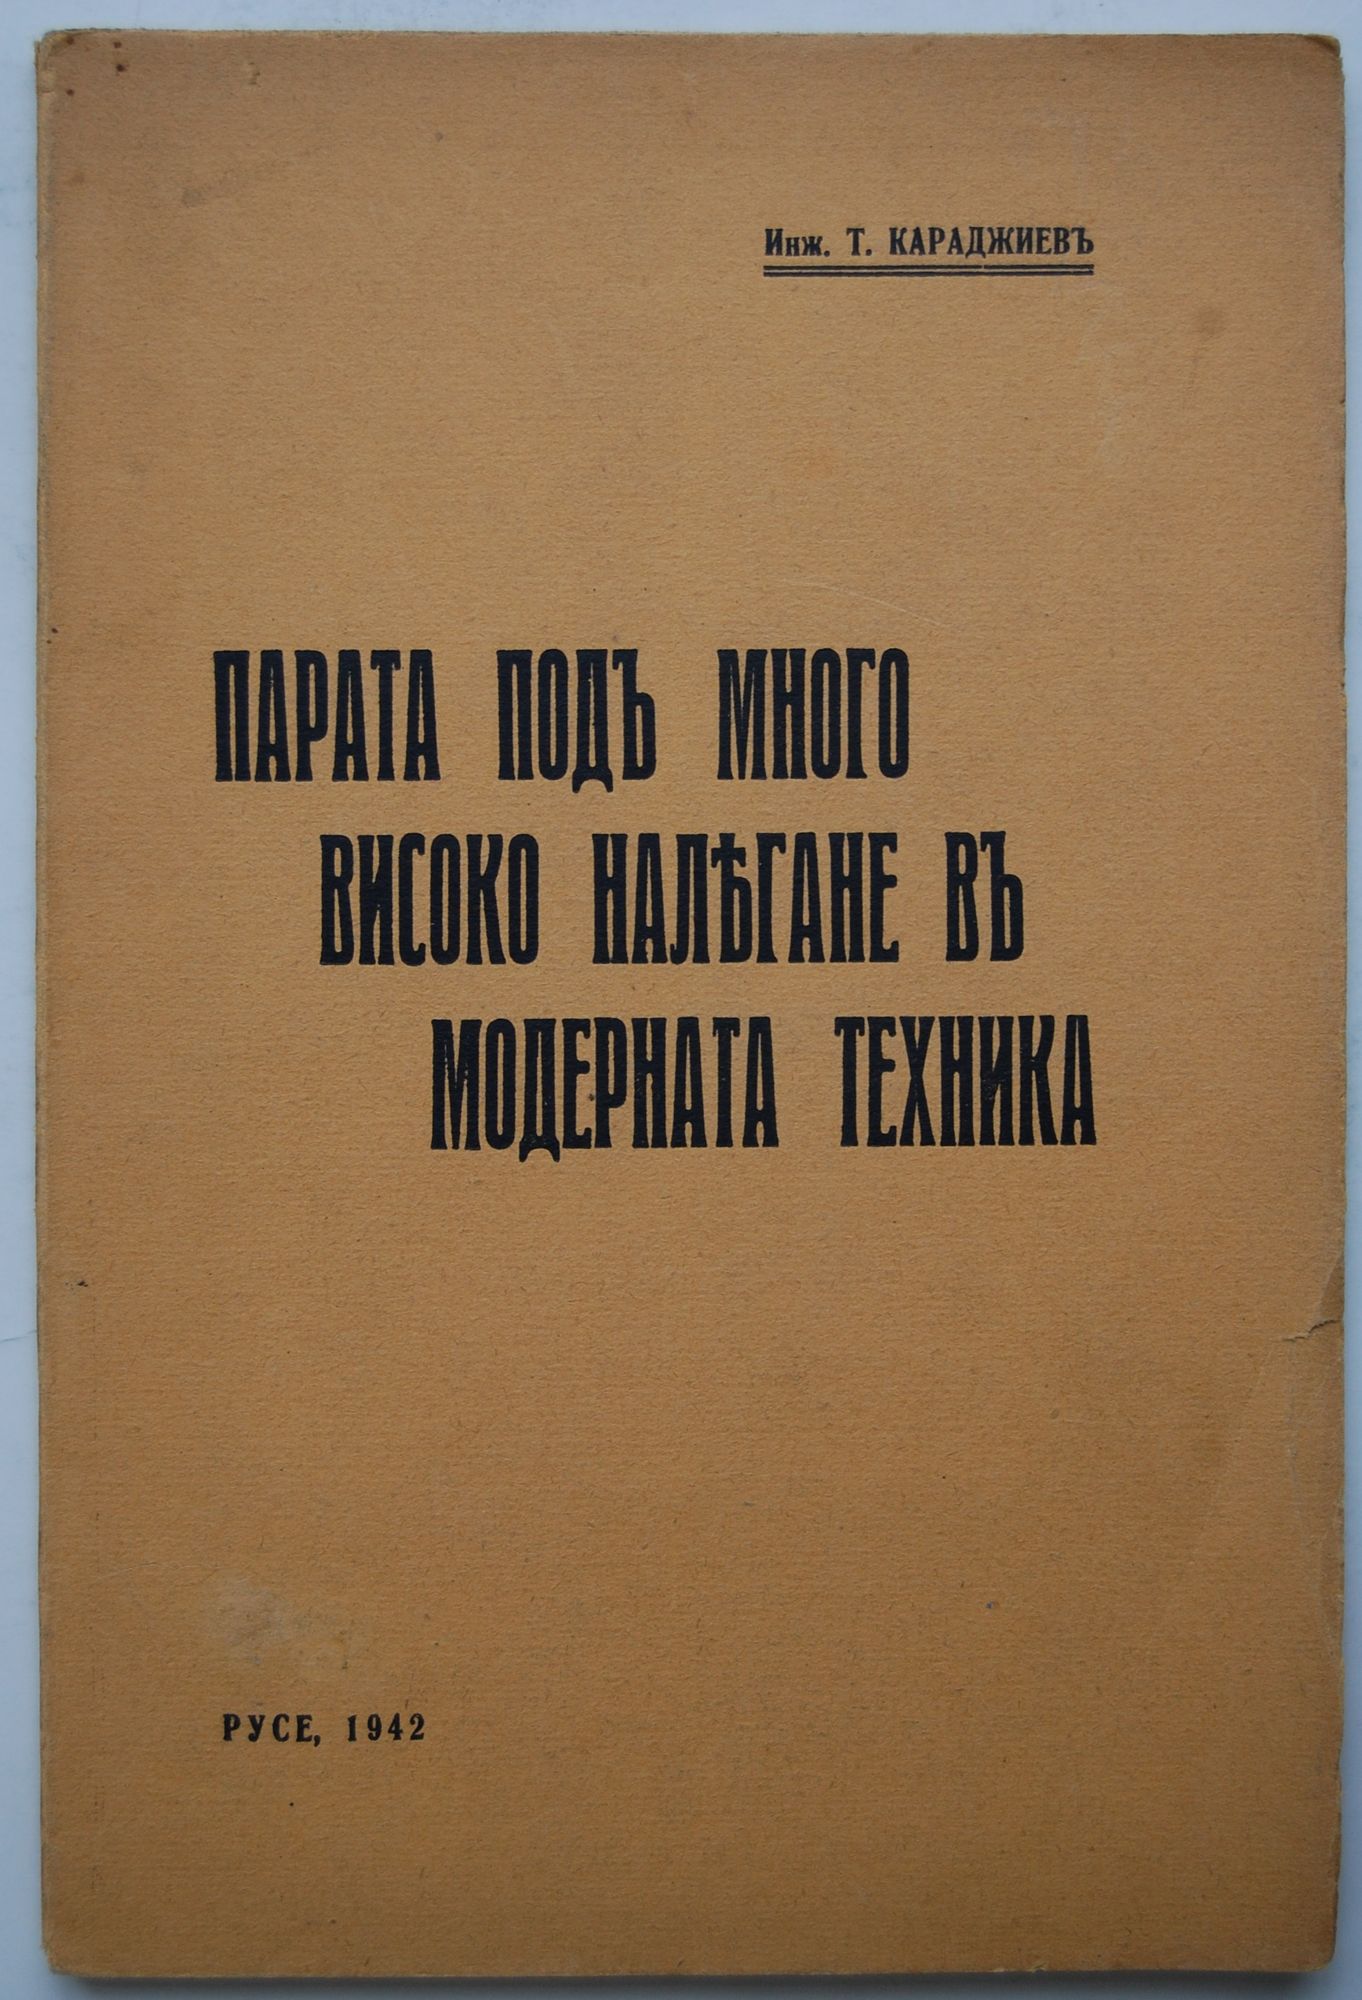 Инж. Т. КАРАДЖИЕВЪ
ПАРАТА ПОДЪ МНОГО
ВИСОКО НАЛѢГАНЕ ВЪ
МОДЕРНАТА ТЕХНИКА
РУСЕ, 1942